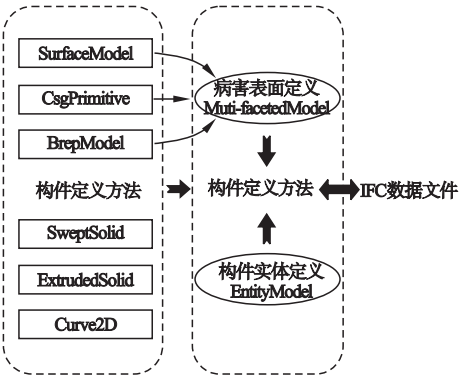 SurfaceModel
CsgPrimitive
BrepModel
构件定义方法
SweptSolid
ExtrudedSolid
Curve2D
病害表面定义
Muti-facetedModel
构件定义方法
构件实体定义
EntityModel
IFC数据文件